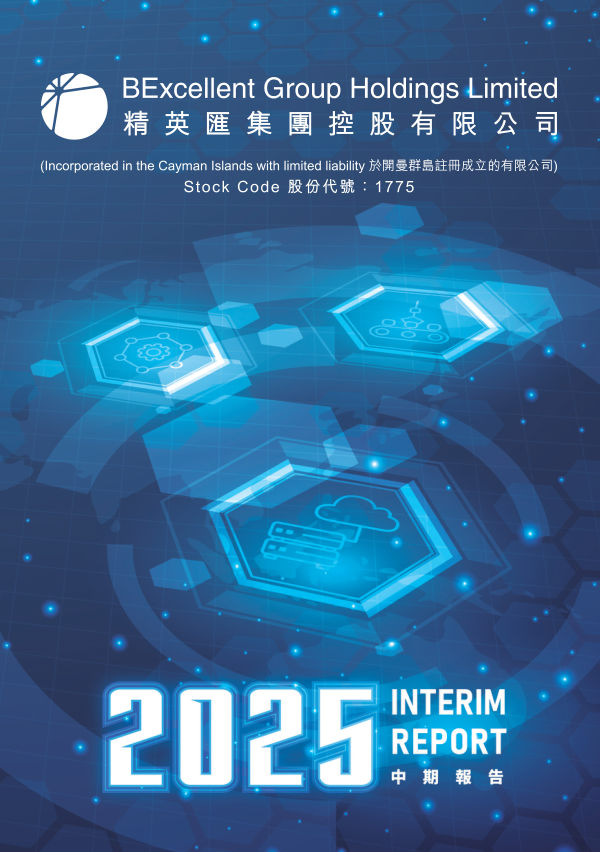 BExcellent Group Holdings Limited
精英匯集團控股有限公司
(Incorporated in the Cayman Islands with limited liability 於開曼群島註冊成立的有限公司)
Stock Code 股份代號：1775
2025
INTERIM
REPORT
中期報告